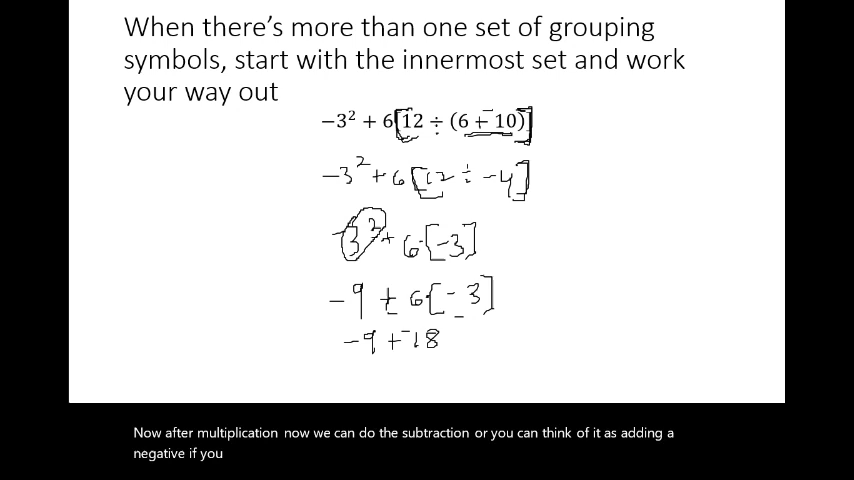 When there's more than one set of grouping
symbols, start with the innermost set and work
your way out
−3² + 6[12 ÷ (6 + ‾10)]
−3² + 6[12 ÷ −4]
−3² + 6·[−3]
−9 + 6[−3]
−9 + ‾18
Now after multiplication now we can do the subtraction or you can think of it as adding a
negative if you